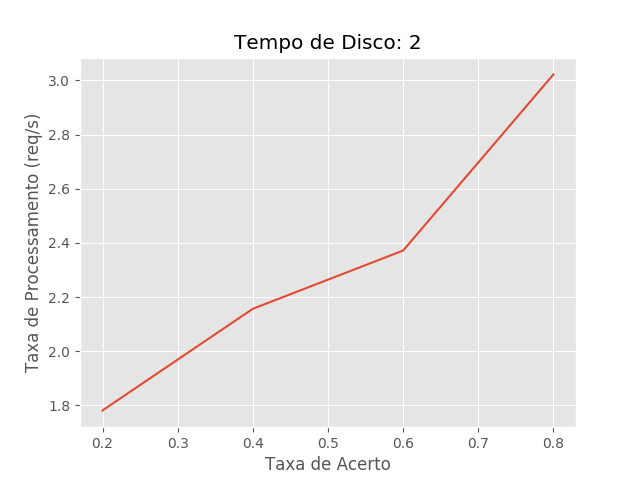 Tempo de Disco: 2
Taxa de Processamento (req/s)
3.0
2.8
2.6
2.4
2.2
2.0
1.8
0.2 0.3 0.4 0.5 0.6 0.7 0.8
Taxa de Acerto